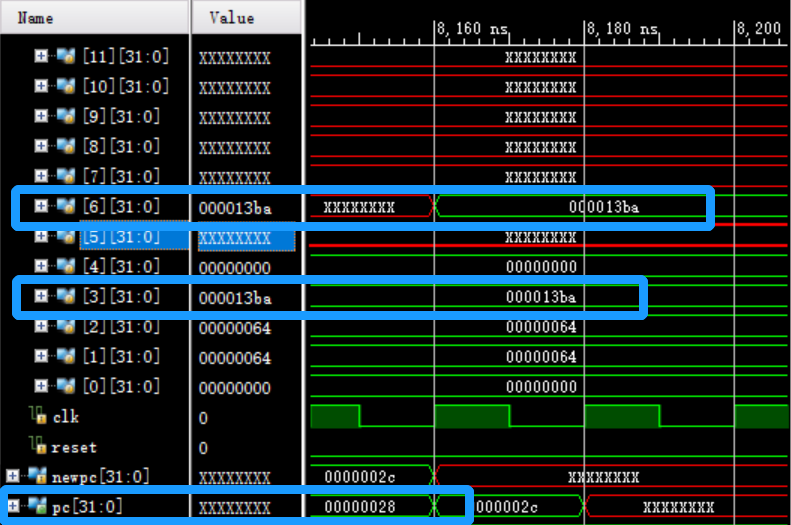 Name Value 8,160 ns 8,180 ns 8,200
[11][31:0] XXXXXXXX XXXXXXXX
[10][31:0] XXXXXXXX XXXXXXXX
[9][31:0] XXXXXXXX XXXXXXXX
[8][31:0] XXXXXXXX XXXXXXXX
[7][31:0] XXXXXXXX XXXXXXXX
[6][31:0] 000013ba XXXXXXXX 000013ba
[5][31:0] XXXXXXXX XXXXXXXX
[4][31:0] 00000000 00000000
[3][31:0] 000013ba 000013ba
[2][31:0] 00000064 00000064
[1][31:0] 00000064 00000064
[0][31:0] 00000000 00000000
clk 0
reset 0
newpc[31:0] XXXXXXXX 0000002c XXXXXXXX
pc[31:0] XXXXXXXX 00000028 000002c XXXXXXXX